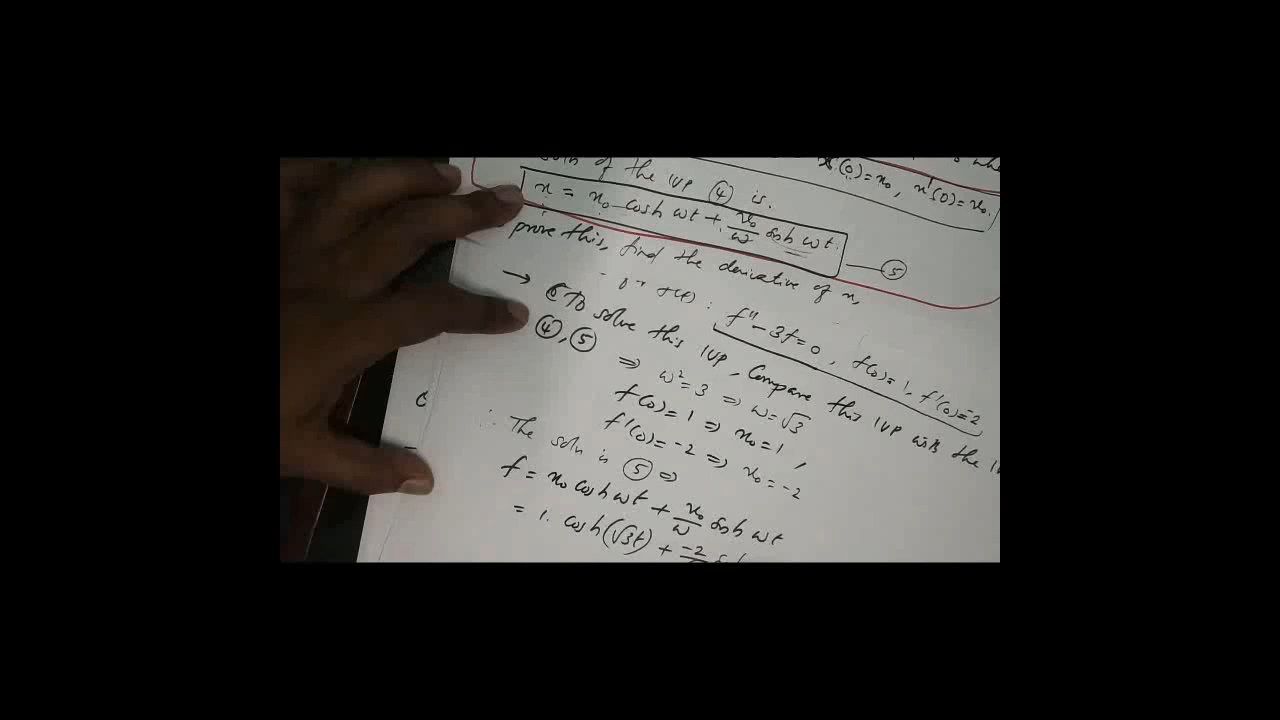 x(0)=x₀, x'(0)=v₀.
soln of the IVP ④ is.
x = x₀ cosh ωt + v₀/ω sinh ωt. — ⑤
prove this, find the derivative of x,
f'' - 3f = 0, f(0)=1, f'(0)=-2
→ To solve this IVP, Compare this IVP with the
④, ⑤ ⇒ ω² = 3 ⇒ ω = √3
f(0) = 1 ⇒ x₀ = 1,
f'(0) = -2 ⇒ v₀ = -2
∴ The soln is ⑤ ⇒
f = x₀ cosh ωt + v₀/ω sinh ωt
= 1. cosh(√3t) + -2